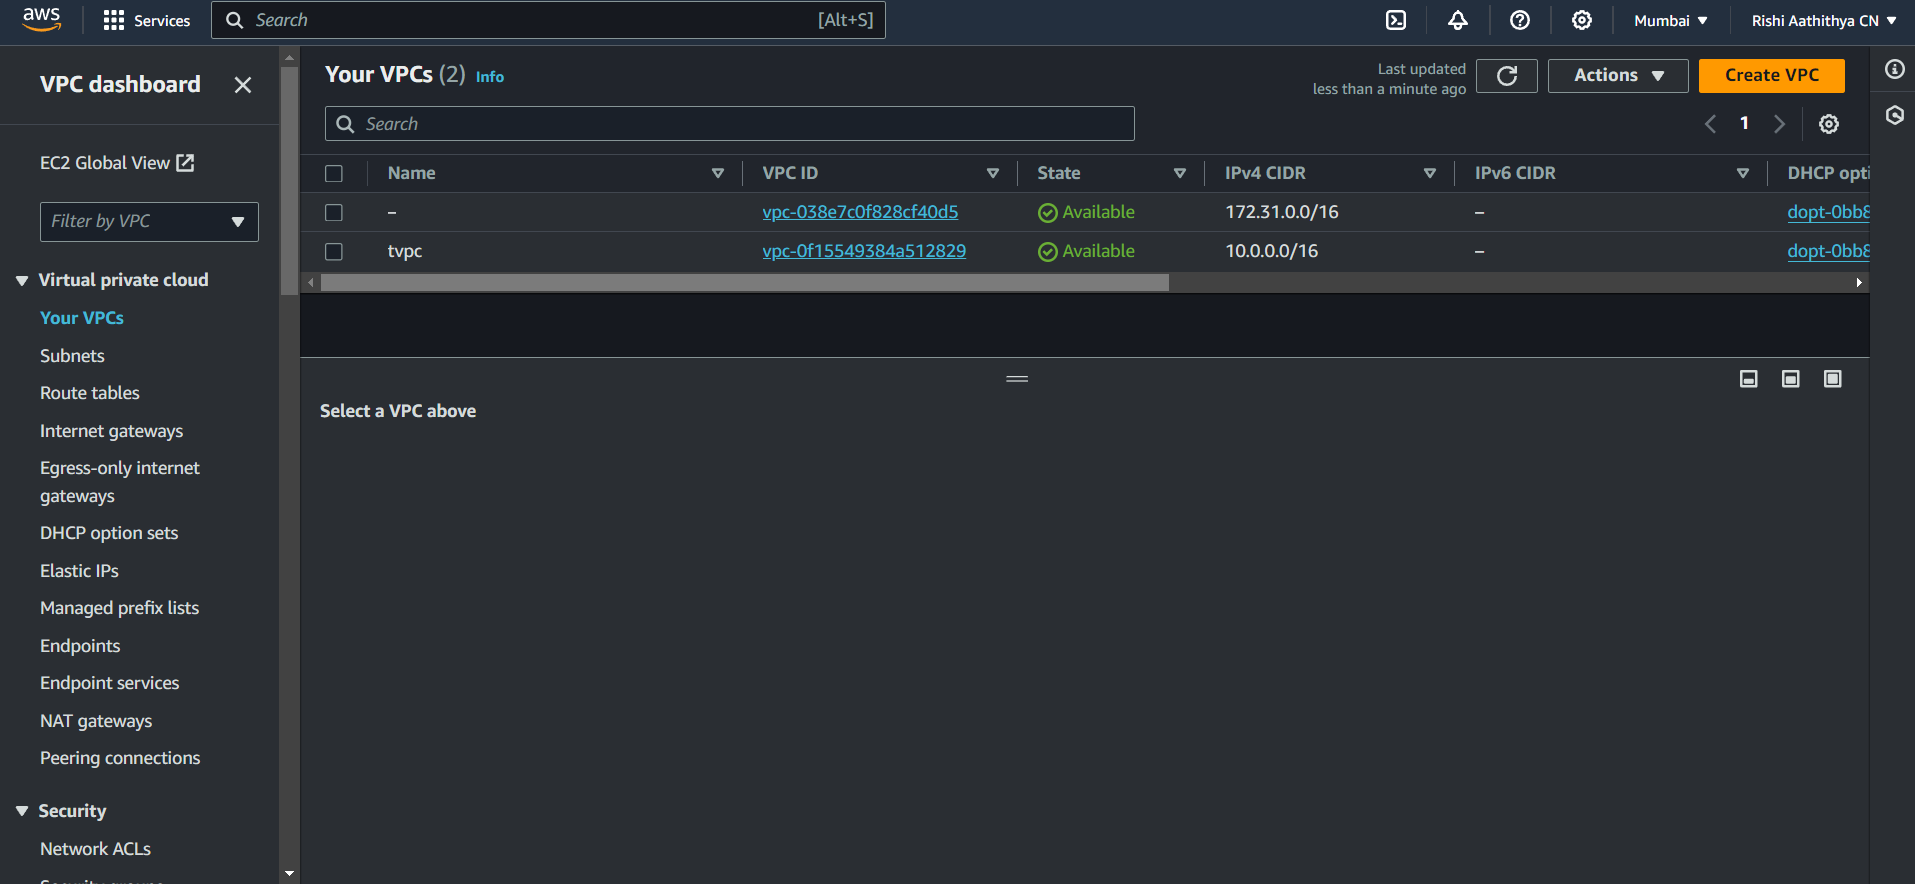 aws
Services
Search
[Alt+S]
Mumbai
Rishi Aathithya CN
VPC dashboard
EC2 Global View
Filter by VPC
Virtual private cloud
Your VPCs
Subnets
Route tables
Internet gateways
Egress-only internet
gateways
DHCP option sets
Elastic IPs
Managed prefix lists
Endpoints
Endpoint services
NAT gateways
Peering connections
Security
Network ACLs
Your VPCs (2) Info
Last updated
less than a minute ago
Actions
Create VPC
Search
1
Name VPC ID State IPv4 CIDR IPv6 CIDR DHCP opti
– vpc-038e7c0f828cf40d5 Available 172.31.0.0/16 – dopt-0bb8
tvpc vpc-0f15549384a512829 Available 10.0.0.0/16 – dopt-0bb8
Select a VPC above